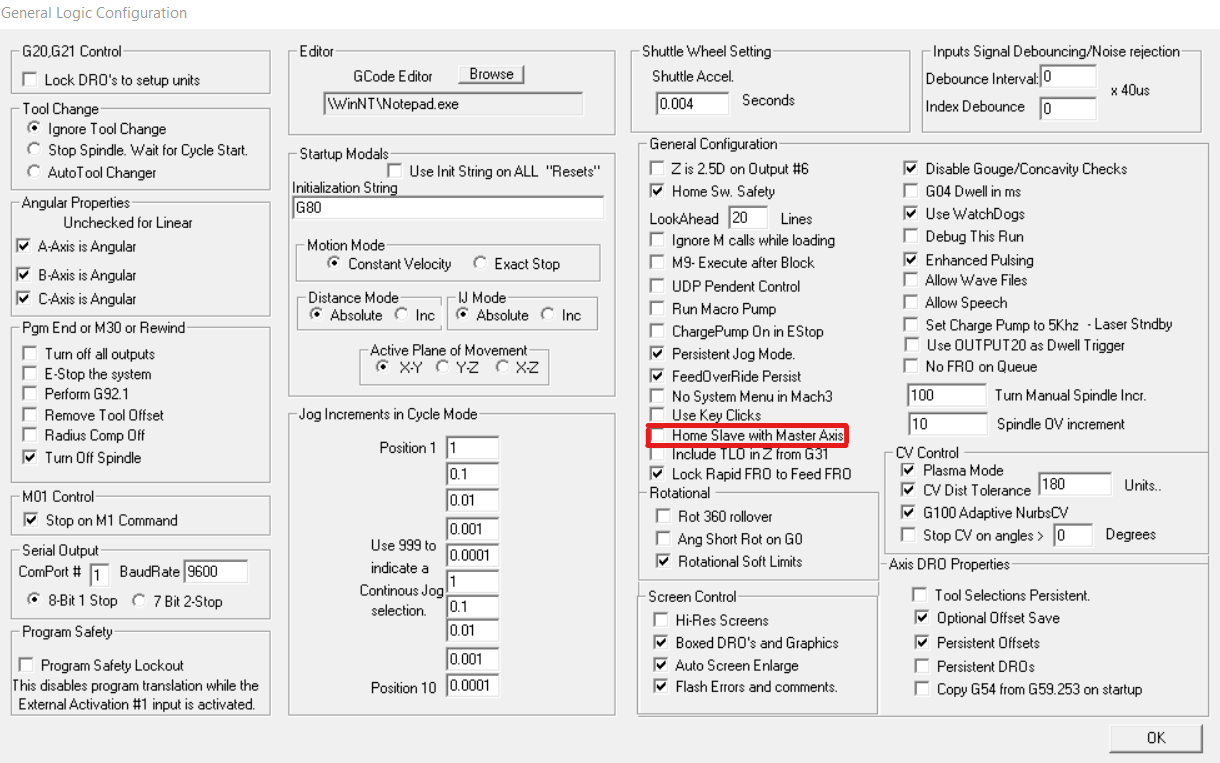 General Logic Configuration
G20,G21 Control
Lock DRO's to setup units
Tool Change
Ignore Tool Change
Stop Spindle. Wait for Cycle Start.
AutoTool Changer
Angular Properties
Unchecked for Linear
A-Axis is Angular
B-Axis is Angular
C-Axis is Angular
Pgm End or M30 or Rewind
Turn off all outputs
E-Stop the system
Perform G92.1
Remove Tool Offset
Radius Comp Off
Turn Off Spindle
M01 Control
Stop on M1 Command
Serial Output
ComPort # 1 BaudRate 9600
8-Bit 1 Stop 7 Bit 2-Stop
Program Safety
Program Safety Lockout
This disables program translation while the
External Activation #1 input is activated.
Editor
GCode Editor Browse
\WinNT\Notepad.exe
Startup Modals
Use Init String on ALL "Resets"
Initialization String
G80
Motion Mode
Constant Velocity Exact Stop
Distance Mode
Absolute Inc
IJ Mode
Absolute Inc
Active Plane of Movement
X-Y Y-Z X-Z
Jog Increments in Cycle Mode
Position 1 1
0.1
0.01
0.001
Use 999 to
indicate a
Continous Jog
selection.
0.0001
1
0.1
0.01
0.001
Position 10 0.0001
Shuttle Wheel Setting
Shuttle Accel.
0.004 Seconds
Inputs Signal Debouncing/Noise rejection
Debounce Interval: 0 x 40us
Index Debounce 0
General Configuration
Z is 2.5D on Output #6
Home Sw. Safety
LookAhead 20 Lines
Ignore M calls while loading
M9- Execute after Block
UDP Pendent Control
Run Macro Pump
ChargePump On in EStop
Persistent Jog Mode.
FeedOverRide Persist
No System Menu in Mach3
Use Key Clicks
Home Slave with Master Axis
Include TLO in Z from G31
Lock Rapid FRO to Feed FRO
Disable Gouge/Concavity Checks
G04 Dwell in ms
Use WatchDogs
Debug This Run
Enhanced Pulsing
Allow Wave Files
Allow Speech
Set Charge Pump to 5Khz - Laser Stndby
Use OUTPUT20 as Dwell Trigger
No FRO on Queue
100 Turn Manual Spindle Incr.
10 Spindle OV increment
CV Control
Plasma Mode
CV Dist Tolerance 180 Units..
G100 Adaptive NurbsCV
Stop CV on angles > 0 Degrees
Rotational
Rot 360 rollover
Ang Short Rot on G0
Rotational Soft Limits
Screen Control
Hi-Res Screens
Boxed DRO's and Graphics
Auto Screen Enlarge
Flash Errors and comments.
Axis DRO Properties
Tool Selections Persistent.
Optional Offset Save
Persistent Offsets
Persistent DROs
Copy G54 from G59.253 on startup
OK